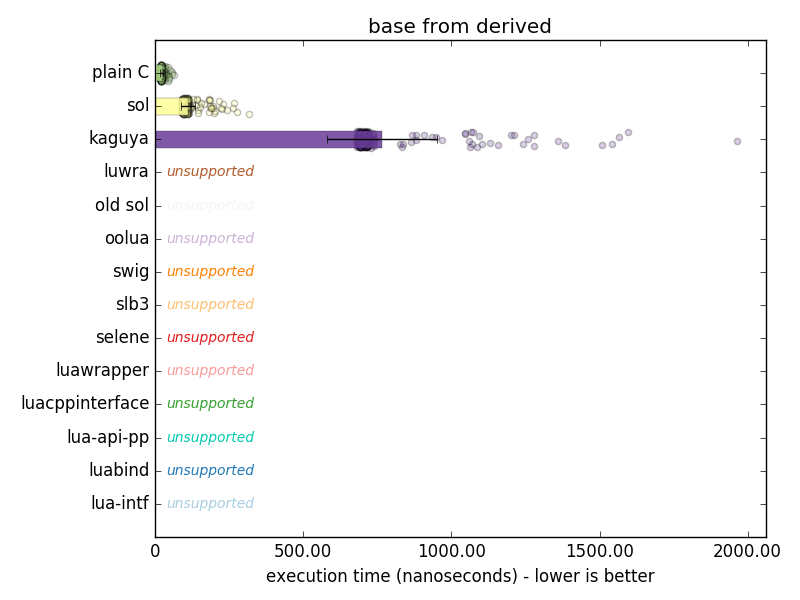 base from derived
plain C
sol
kaguya
luwra unsupported
old sol unsupported
oolua unsupported
swig unsupported
slb3 unsupported
selene unsupported
luawrapper unsupported
luacppinterface unsupported
lua-api-pp unsupported
luabind unsupported
lua-intf unsupported
0 500.00 1000.00 1500.00 2000.00
execution time (nanoseconds) - lower is better